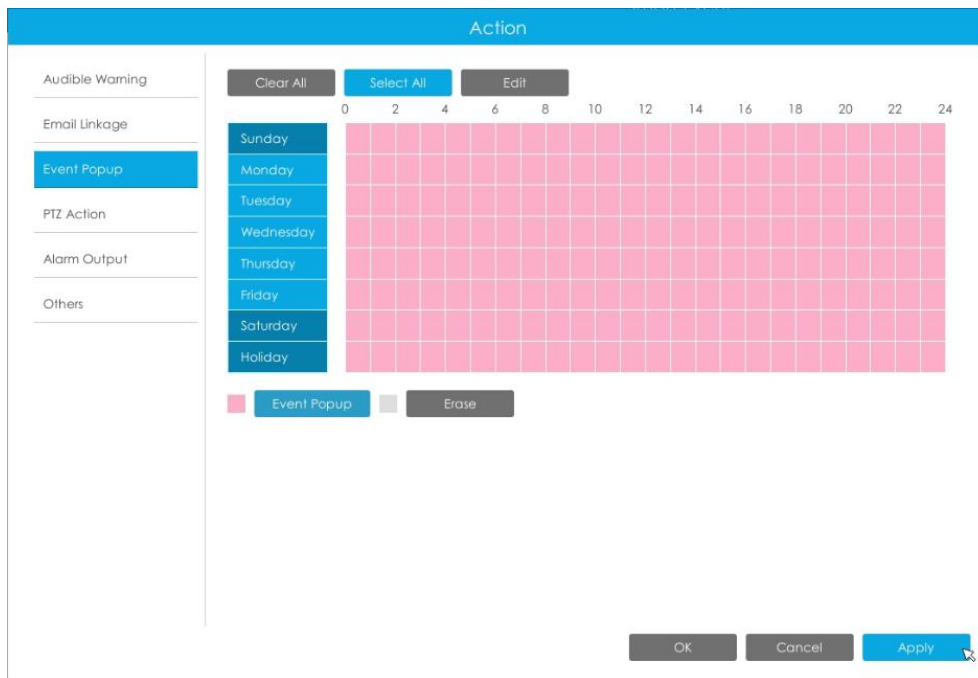 Action
Audible Warning
Email Linkage
Event Popup
PTZ Action
Alarm Output
Others
Clear All Select All Edit
0 2 4 6 8 10 12 14 16 18 20 22 24
Sunday
Monday
Tuesday
Wednesday
Thursday
Friday
Saturday
Holiday
Event Popup Erase
OK Cancel Apply